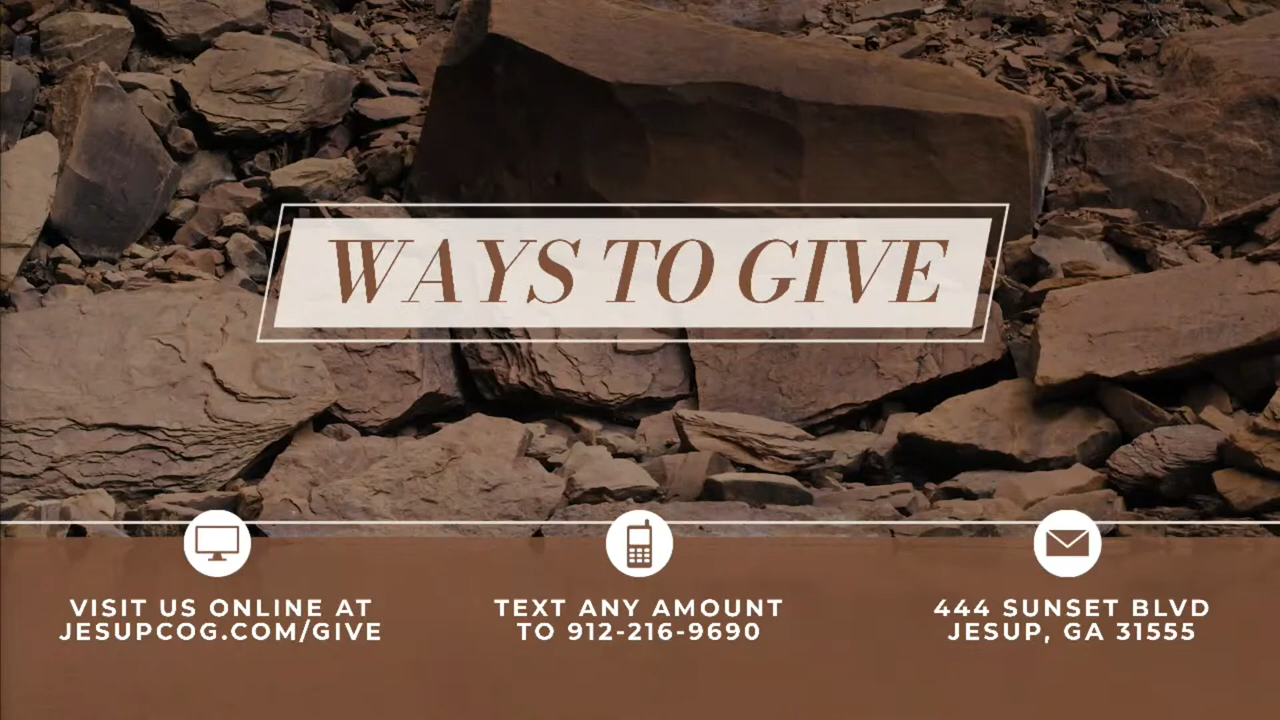 WAYS TO GIVE
VISIT US ONLINE AT
JESUPCOG.COM/GIVE
TEXT ANY AMOUNT
TO 912-216-9690
444 SUNSET BLVD
JESUP, GA 31555